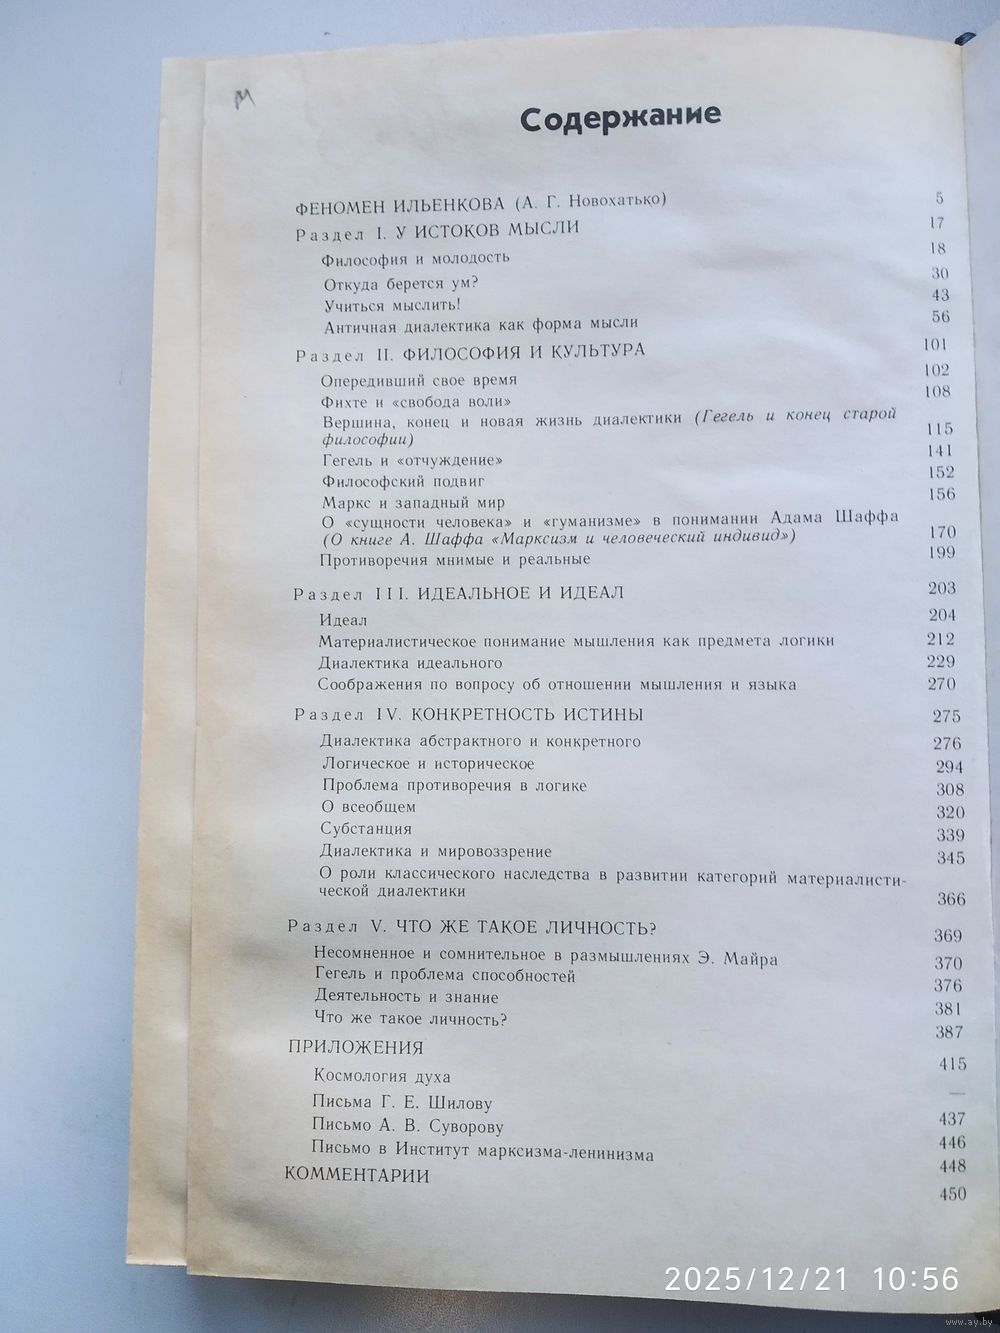 Содержание
ФЕНОМЕН ИЛЬЕНКОВА (А. Г. Новохатько) 5
Раздел I. У ИСТОКОВ МЫСЛИ 17
Философия и молодость 18
Откуда берется ум? 30
Учиться мыслить! 43
Античная диалектика как форма мысли 56
Раздел II. ФИЛОСОФИЯ И КУЛЬТУРА 101
Опередивший свое время 102
Фихте и «свобода воли» 108
Вершина, конец и новая жизнь диалектики (Гегель и конец старой
философии) 115
Гегель и «отчуждение» 141
Философский подвиг 152
Маркс и западный мир 156
О «сущности человека» и «гуманизме» в понимании Адама Шаффа
(О книге А. Шаффа «Марксизм и человеческий индивид») 170
Противоречия мнимые и реальные 199
Раздел III. ИДЕАЛЬНОЕ И ИДЕАЛ 203
Идеал 204
Материалистическое понимание мышления как предмета логики 212
Диалектика идеального 229
Соображения по вопросу об отношении мышления и языка 270
Раздел IV. КОНКРЕТНОСТЬ ИСТИНЫ 275
Диалектика абстрактного и конкретного 276
Логическое и историческое 294
Проблема противоречия в логике 308
О всеобщем 320
Субстанция 339
Диалектика и мировоззрение 345
О роли классического наследства в развитии категорий материалисти-
ческой диалектики 366
Раздел V. ЧТО ЖЕ ТАКОЕ ЛИЧНОСТЬ? 369
Несомненное и сомнительное в размышлениях Э. Майра 370
Гегель и проблема способностей 376
Деятельность и знание 381
Что же такое личность? 387
ПРИЛОЖЕНИЯ 415
Космология духа —
Письма Г. Е. Шилову 437
Письмо А. В. Суворову 446
Письмо в Институт марксизма-ленинизма 448
КОММЕНТАРИИ 450
2025/12/21 10:56
www.ay.by